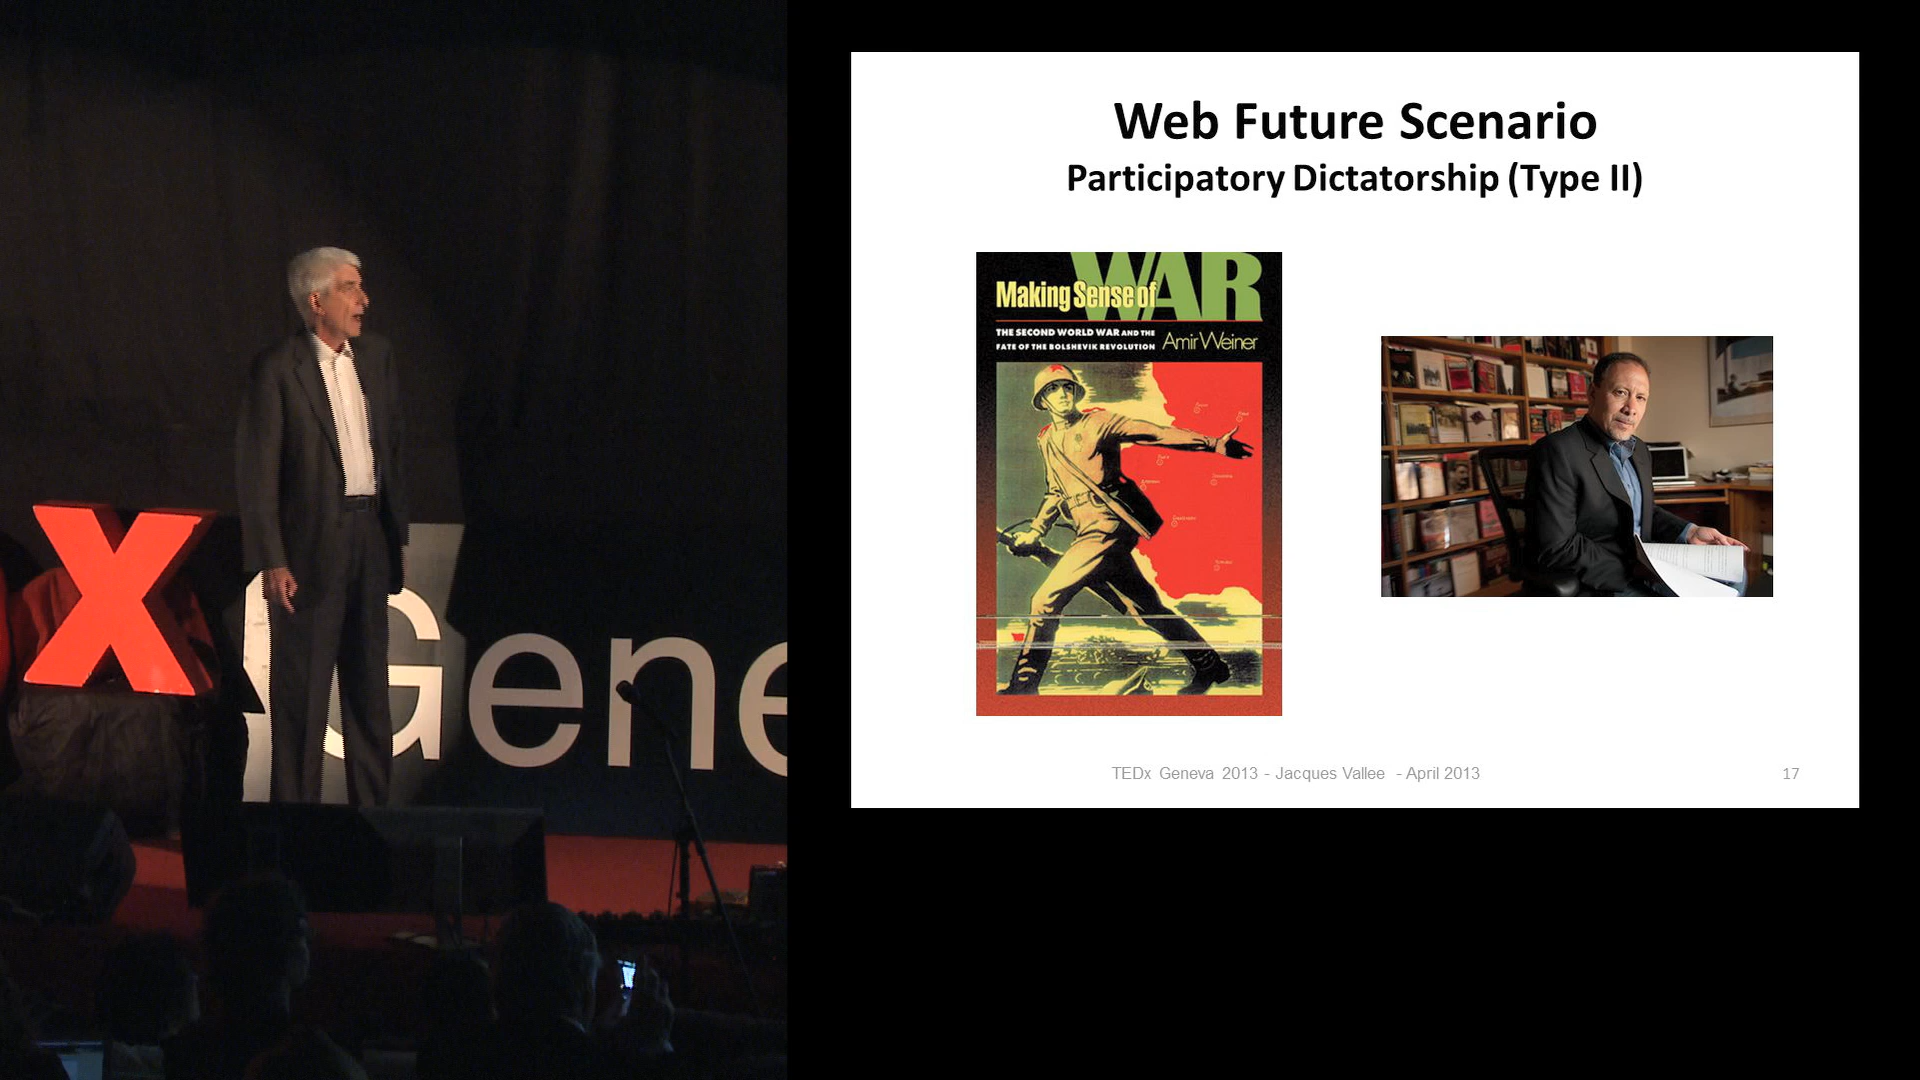 x
Gene
Web Future Scenario
Participatory Dictatorship (Type II)
Making Sense of WAR
THE SECOND WORLD WAR AND THE
FATE OF THE BOLSHEVIK REVOLUTION
Amir Weiner
TEDx Geneva 2013 - Jacques Vallee - April 2013
17